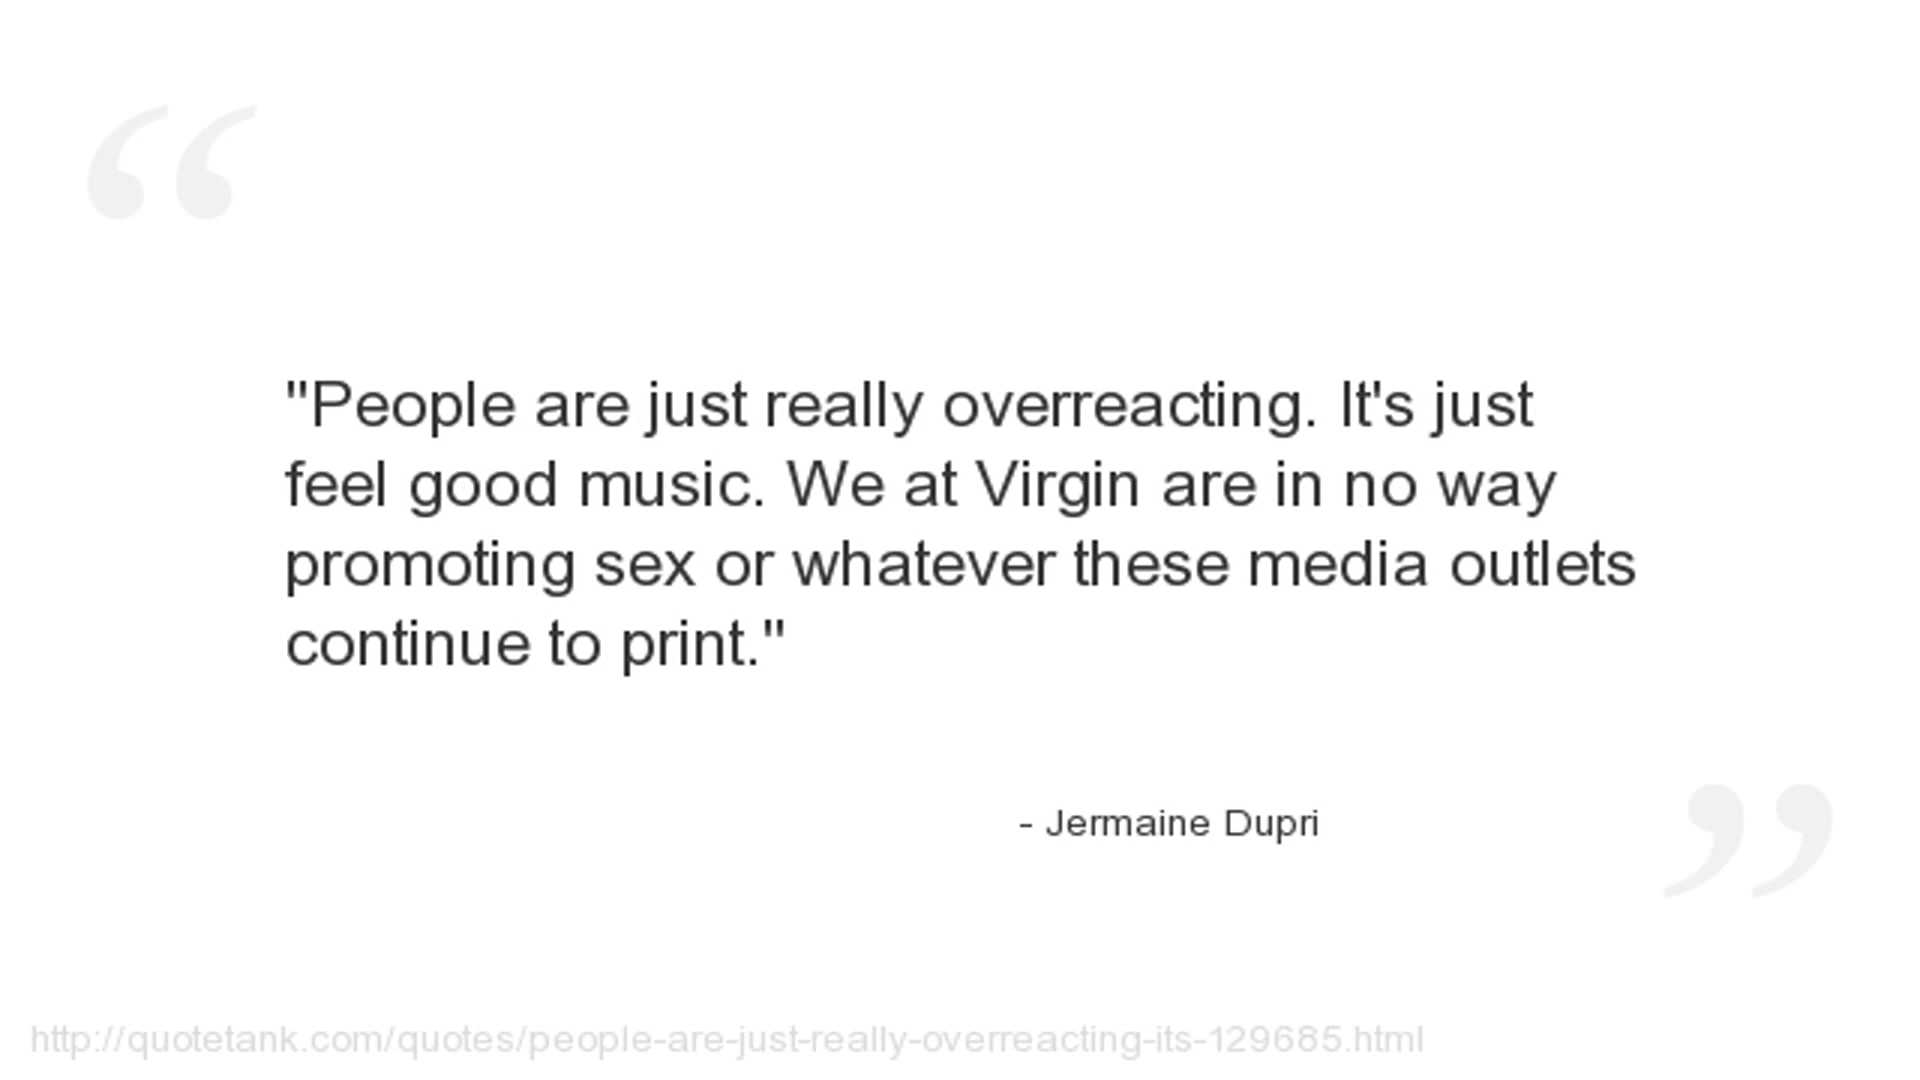 "People are just really overreacting. It's just
feel good music. We at Virgin are in no way
promoting sex or whatever these media outlets
continue to print."
- Jermaine Dupri
http://quotetank.com/quotes/people-are-just-really-overreacting-its-129685.html